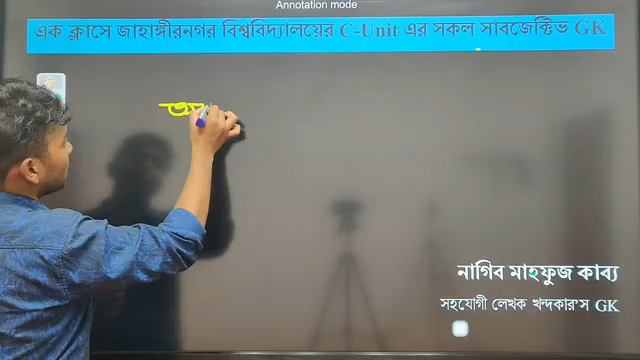 Annotation mode
এক ক্লাসে জাহাঙ্গীরনগর বিশ্ববিদ্যালয়ের C-Unit এর সকল সাবজেক্টিভ GK
নাগিব মাহফুজ কাব্য
সহযোগী লেখক খন্দকার'স GK